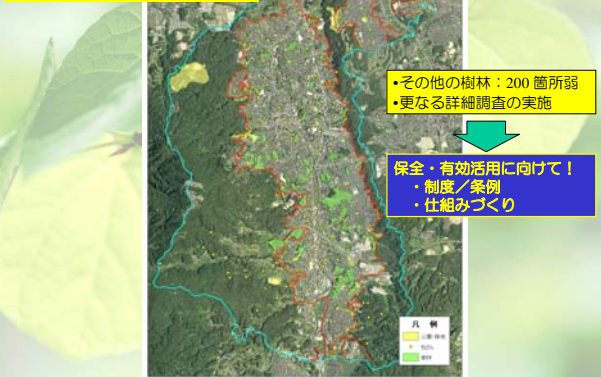 •その他の樹林：200 箇所弱
•更なる詳細調査の実施
保全・有効活用に向けて！
・制度／条例
・仕組みづくり
凡 例
樹林